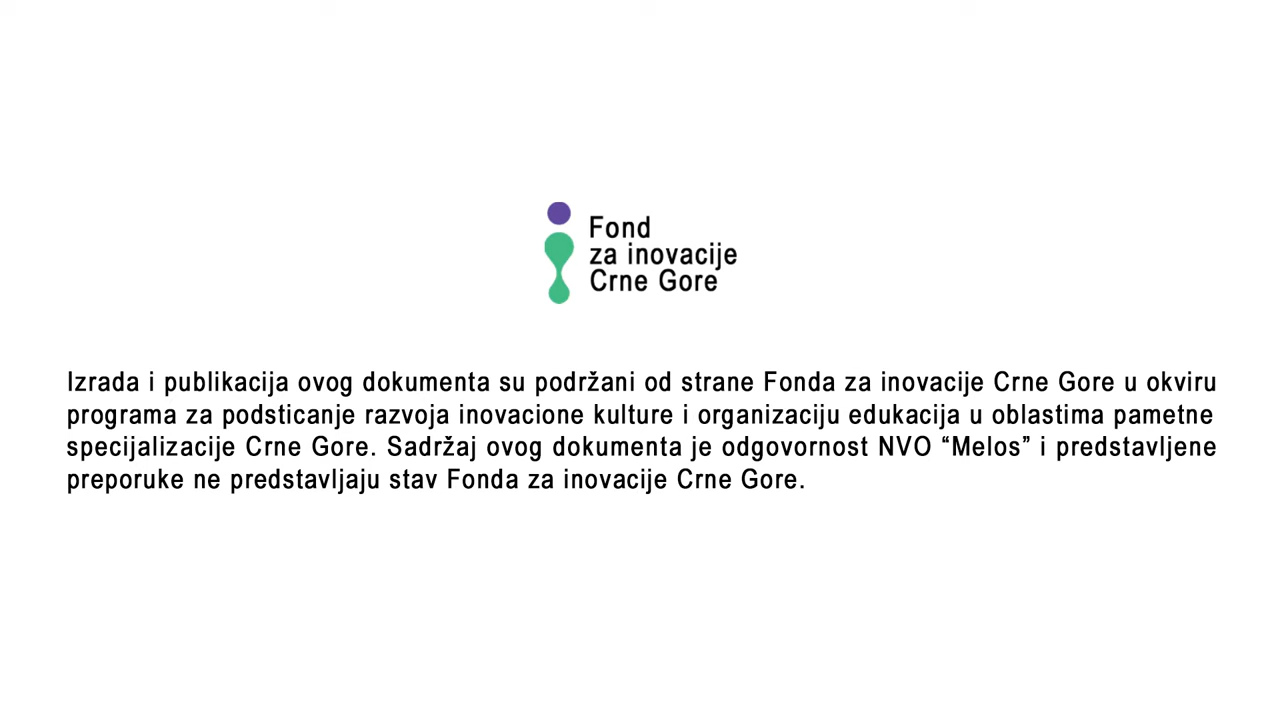 Fond
za inovacije
Crne Gore
Izrada i publikacija ovog dokumenta su podržani od strane Fonda za inovacije Crne Gore u okviru
programa za podsticanje razvoja inovacione kulture i organizaciju edukacija u oblastima pametne
specijalizacije Crne Gore. Sadržaj ovog dokumenta je odgovornost NVO “Melos” i predstavljene
preporuke ne predstavljaju stav Fonda za inovacije Crne Gore.